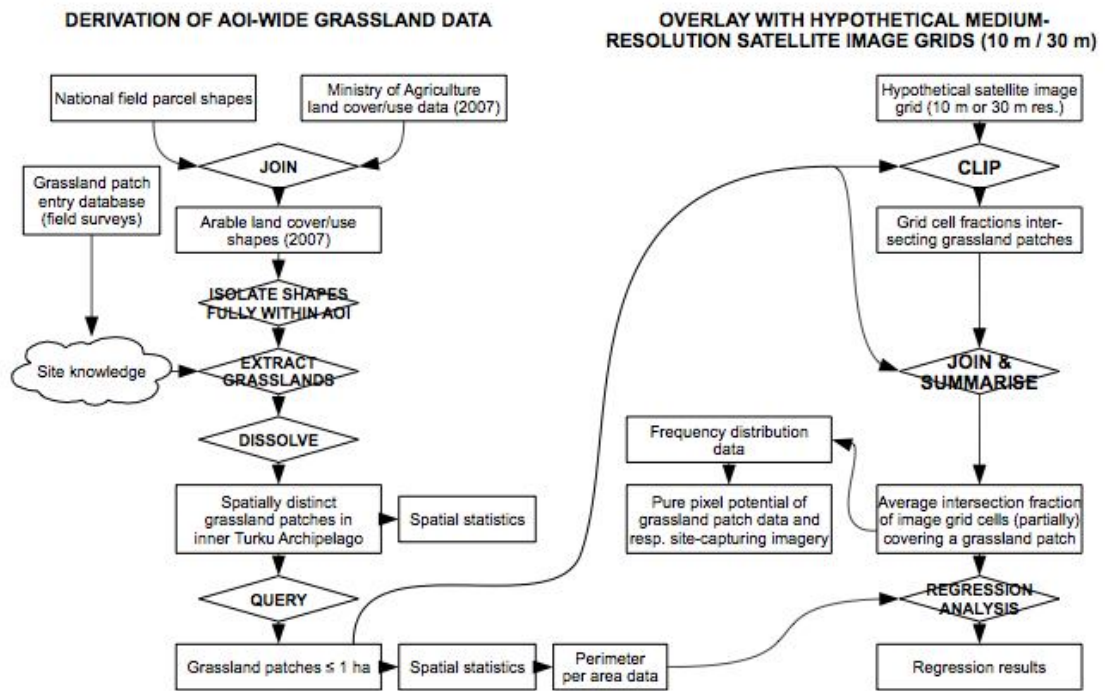 DERIVATION OF AOI-WIDE GRASSLAND DATA
National field parcel shapes
Ministry of Agriculture
land cover/use data (2007)
JOIN
Grassland patch
entry database
(field surveys)
Arable land cover/use
shapes (2007)
ISOLATE SHAPES
FULLY WITHIN AOI
Site knowledge
EXTRACT
GRASSLANDS
DISSOLVE
Spatially distinct
grassland patches in
inner Turku Archipelago
Spatial statistics
QUERY
Grassland patches ≤ 1 ha
Spatial statistics
Perimeter
per area data
OVERLAY WITH HYPOTHETICAL MEDIUM-
RESOLUTION SATELLITE IMAGE GRIDS (10 m / 30 m)
Hypothetical satellite image
grid (10 m or 30 m res.)
CLIP
Grid cell fractions inter-
secting grassland patches
JOIN &
SUMMARISE
Frequency distribution
data
Pure pixel potential of
grassland patch data and
resp. site-capturing imagery
Average intersection fraction
of image grid cells (partially)
covering a grassland patch
REGRESSION
ANALYSIS
Regression results